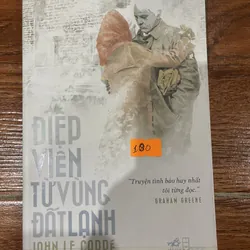 ĐIỆP
VIÊN
TỪ VÙNG
ĐẤT LẠNH
JOHN LE CARRÉ
100
"Truyện tình báo hay nhất
tôi từng đọc."
GRAHAM GREENE